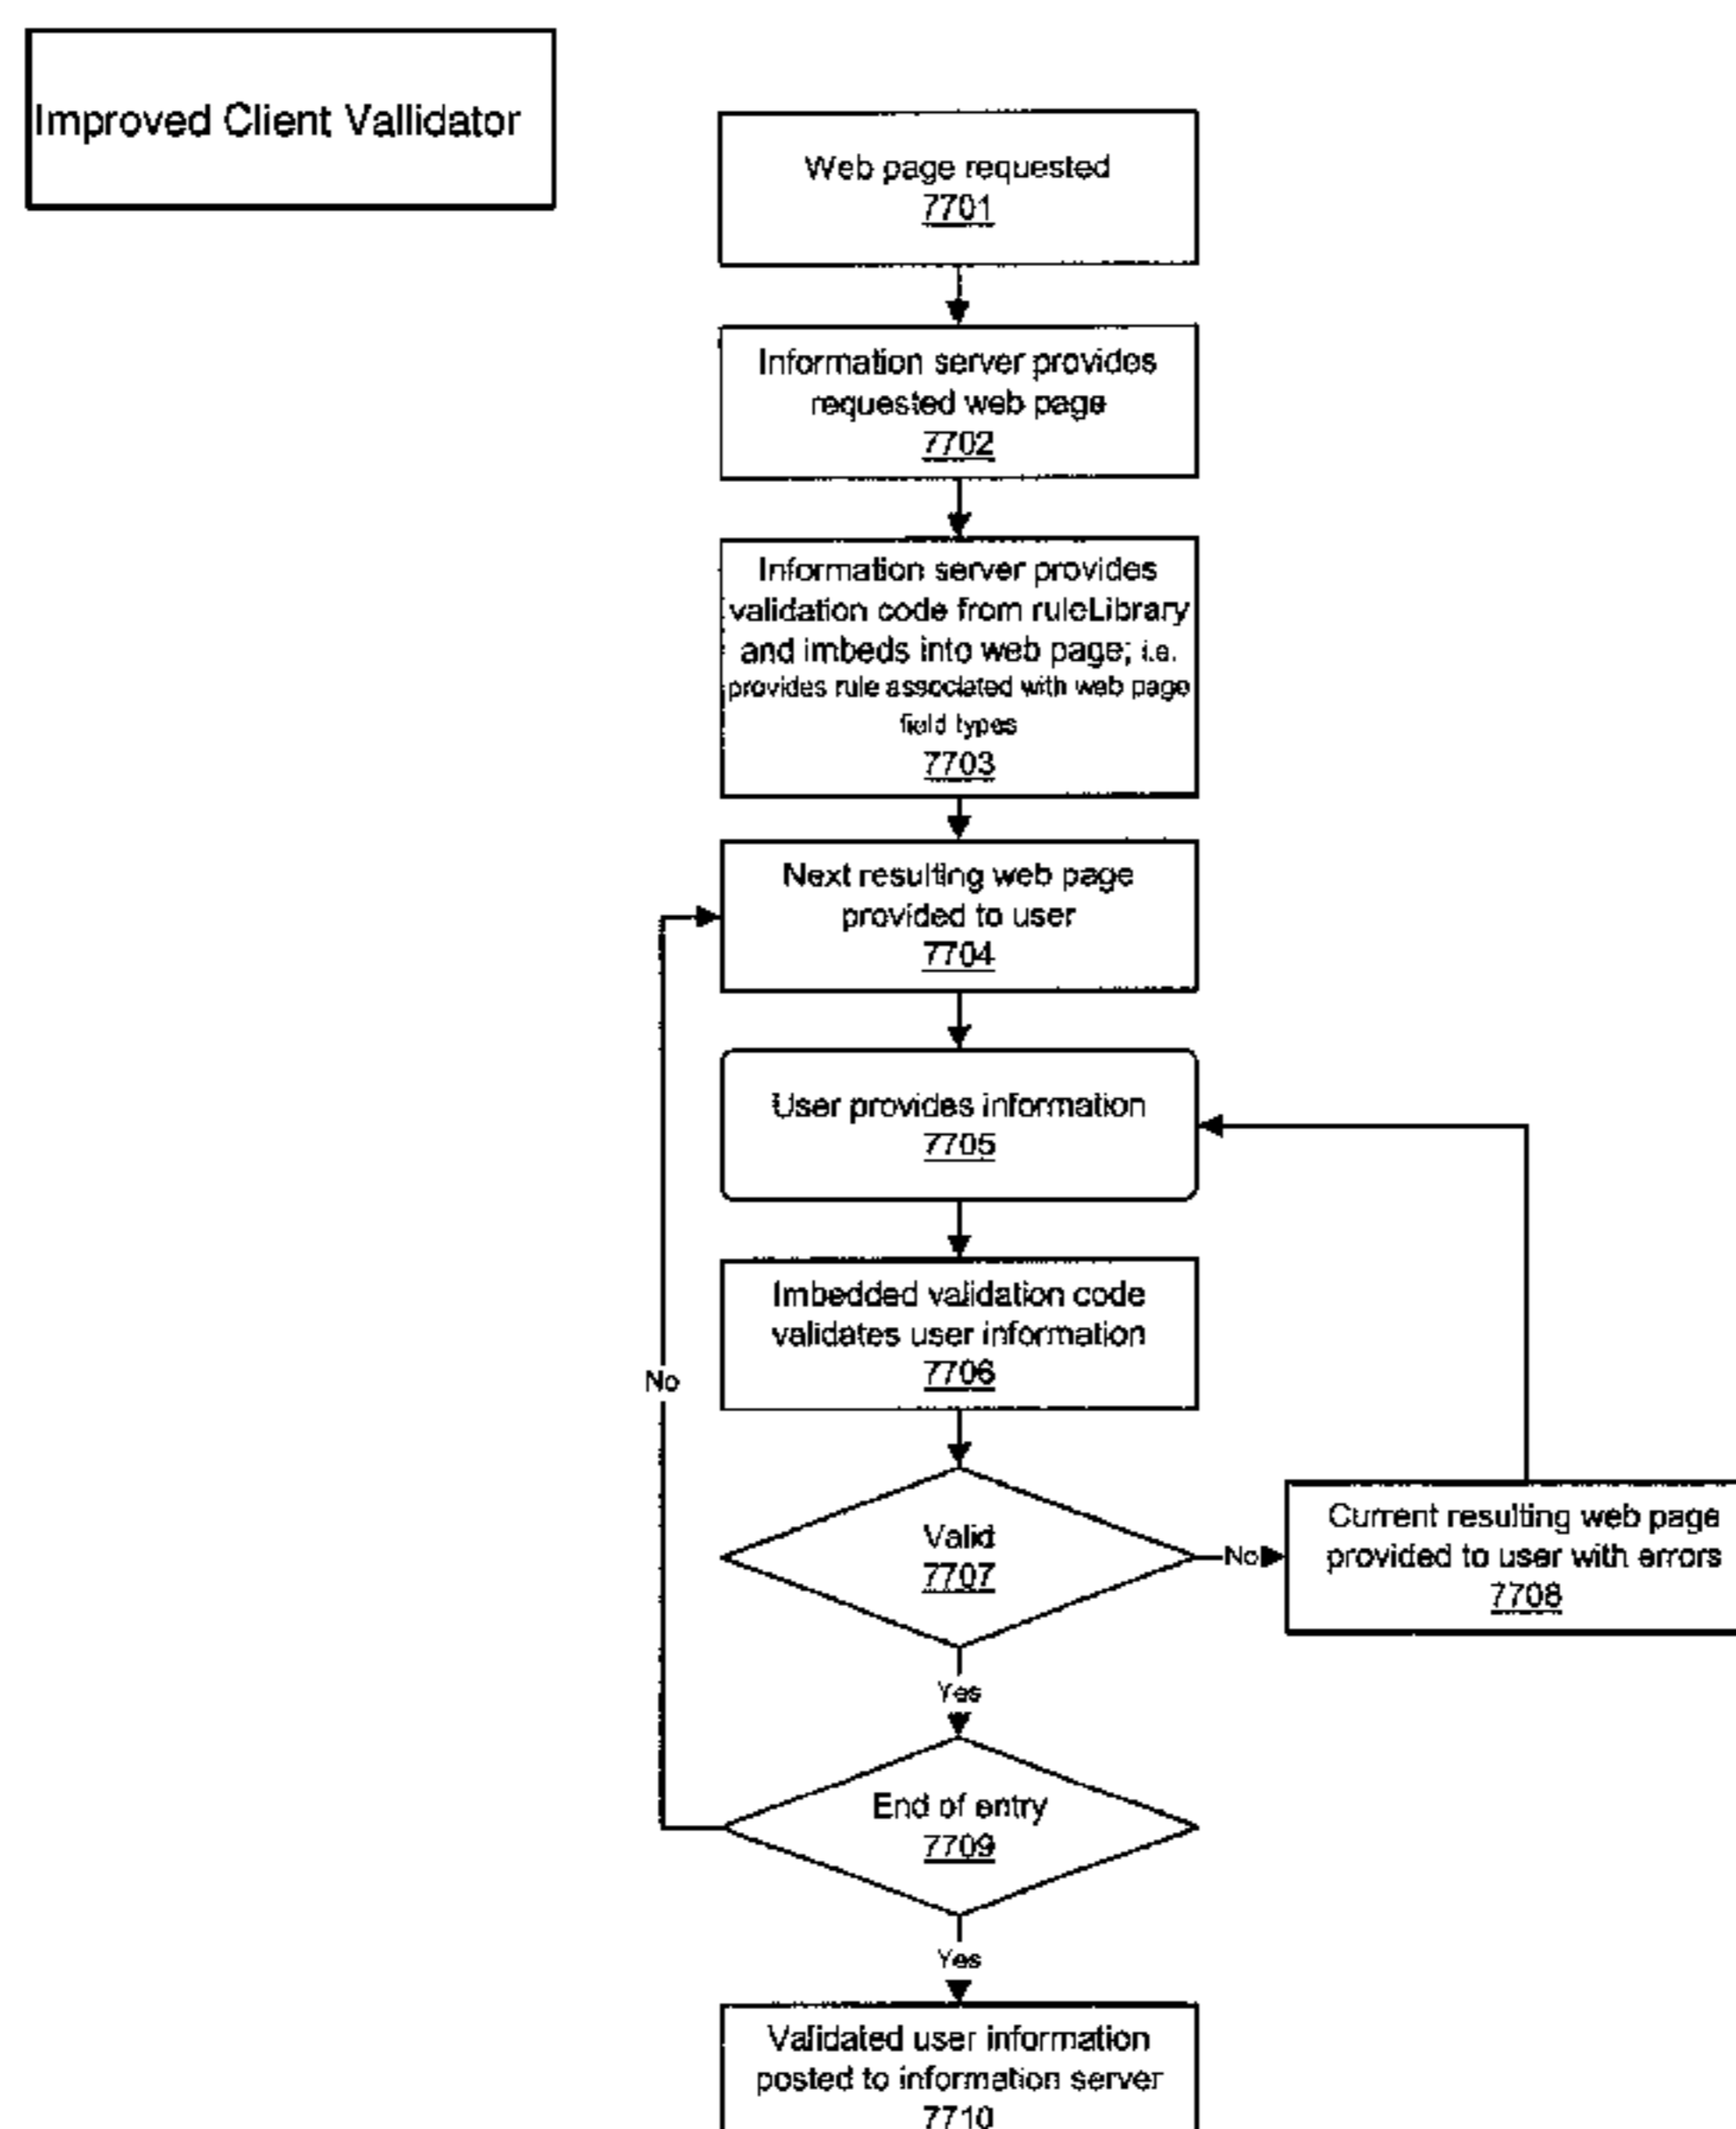 Improved Client Vallidator
Web page requested
7701
Information server provides
requested web page
7702
Information server provides
validation code from ruleLibrary
and imbeds into web page; i.e.
provides rule associated with web page
field types
7703
Next resulting web page
provided to user
7704
User provides information
7705
Imbedded validation code
validates user information
7706
No
Valid
7707
No
Current resulting web page
provided to user with errors
7708
Yes
End of entry
7709
Yes
Validated user information
posted to information server
7710